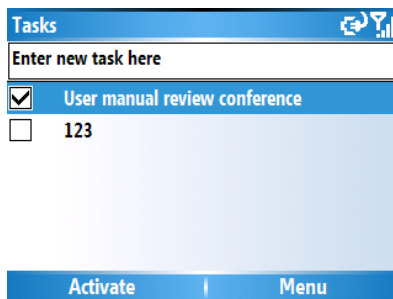 Tasks
Enter new task here
User manual review conference
123
Activate Menu